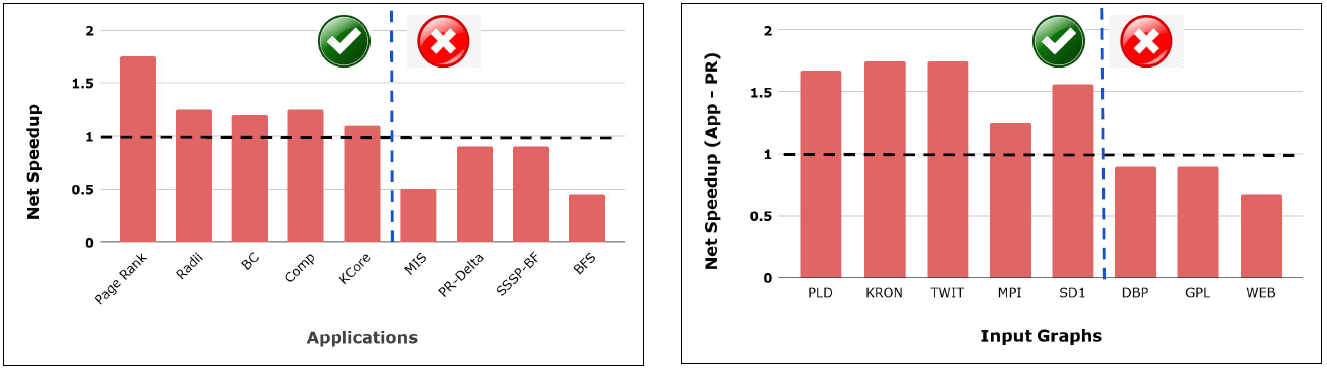 2
1.5
1
0.5
0
Net Speedup
Page Rank
Radii
BC
Comp
KCore
MIS
PR-Delta
SSSP-BF
BFS
Applications
2
1.5
1
0.5
0
Net Speedup (App - PR)
PLD
KRON
TWIT
MPI
SD1
DBP
GPL
WEB
Input Graphs